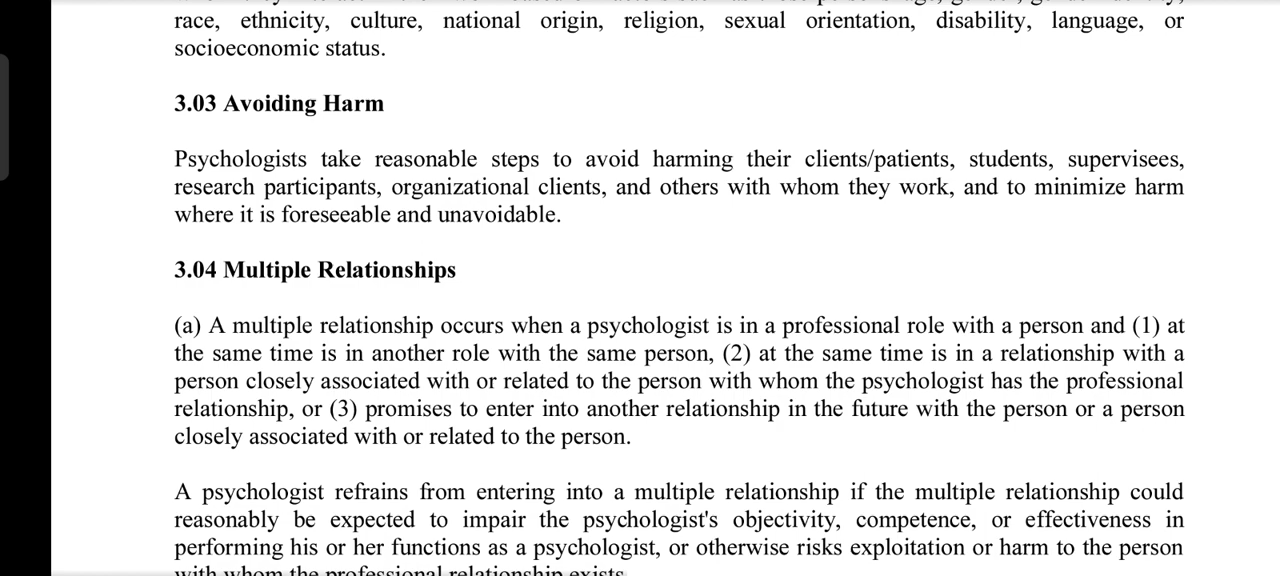 race, ethnicity, culture, national origin, religion, sexual orientation, disability, language, or
socioeconomic status.
3.03 Avoiding Harm
Psychologists take reasonable steps to avoid harming their clients/patients, students, supervisees,
research participants, organizational clients, and others with whom they work, and to minimize harm
where it is foreseeable and unavoidable.
3.04 Multiple Relationships
(a) A multiple relationship occurs when a psychologist is in a professional role with a person and (1) at
the same time is in another role with the same person, (2) at the same time is in a relationship with a
person closely associated with or related to the person with whom the psychologist has the professional
relationship, or (3) promises to enter into another relationship in the future with the person or a person
closely associated with or related to the person.
A psychologist refrains from entering into a multiple relationship if the multiple relationship could
reasonably be expected to impair the psychologist's objectivity, competence, or effectiveness in
performing his or her functions as a psychologist, or otherwise risks exploitation or harm to the person
with whom the professional relationship exists.